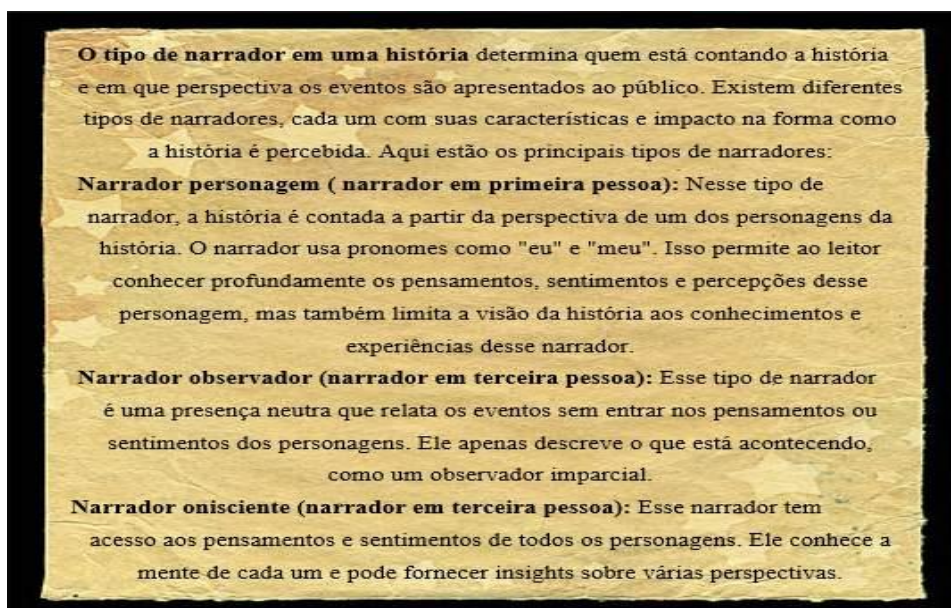 O tipo de narrador em uma história determina quem está contando a história
e em que perspectiva os eventos são apresentados ao público. Existem diferentes
tipos de narradores, cada um com suas características e impacto na forma como
a história é percebida. Aqui estão os principais tipos de narradores:
Narrador personagem ( narrador em primeira pessoa): Nesse tipo de
narrador, a história é contada a partir da perspectiva de um dos personagens da
história. O narrador usa pronomes como "eu" e "meu". Isso permite ao leitor
conhecer profundamente os pensamentos, sentimentos e percepções desse
personagem, mas também limita a visão da história aos conhecimentos e
experiências desse narrador.
Narrador observador (narrador em terceira pessoa): Esse tipo de narrador
é uma presença neutra que relata os eventos sem entrar nos pensamentos ou
sentimentos dos personagens. Ele apenas descreve o que está acontecendo,
como um observador imparcial.
Narrador onisciente (narrador em terceira pessoa): Esse narrador tem
acesso aos pensamentos e sentimentos de todos os personagens. Ele conhece a
mente de cada um e pode fornecer insights sobre várias perspectivas.